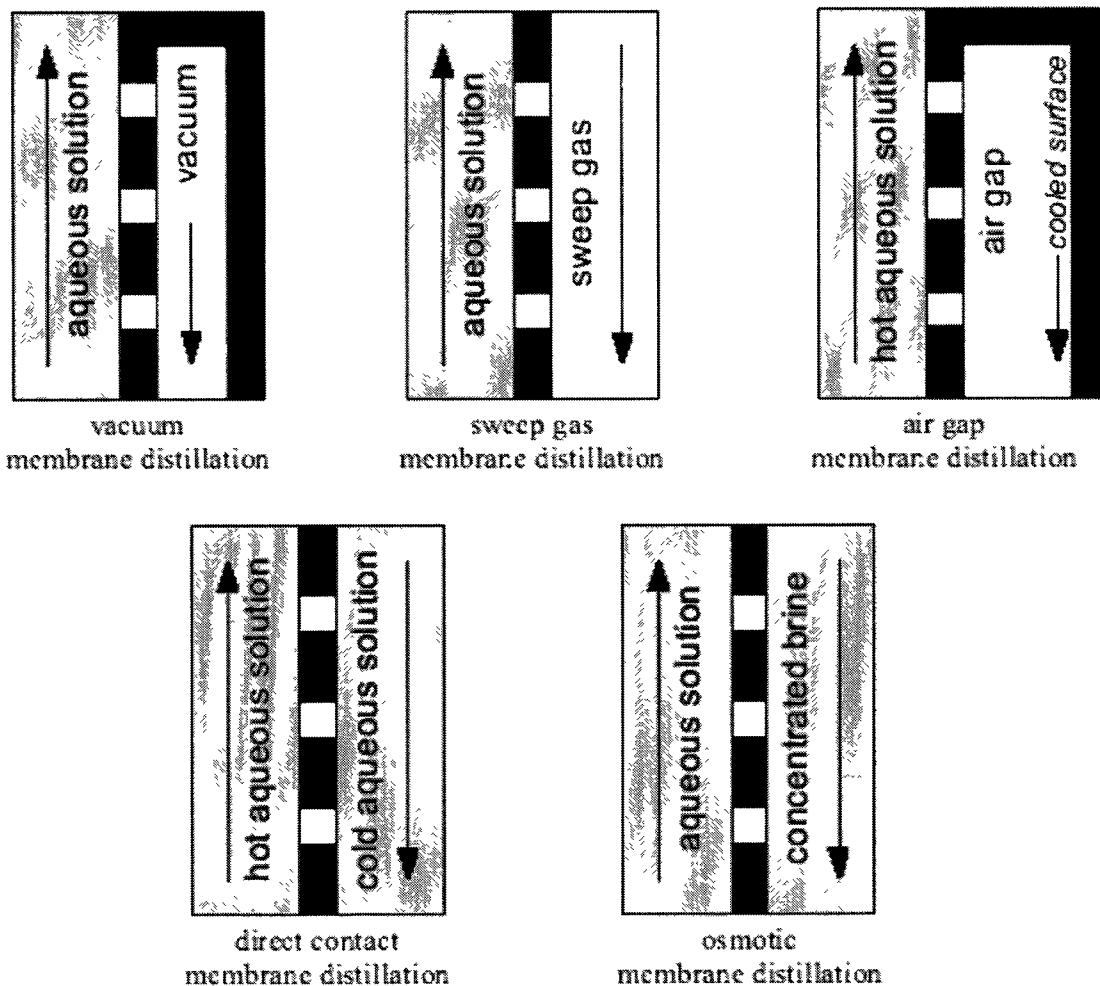 aqueous solution
vacuum
vacuum
membrane distillation
aqueous solution
sweep gas
sweep gas
membrane distillation
hot aqueous solution
air gap
cooled surface
air gap
membrane distillation
hot aqueous solution
cold aqueous solution
direct contact
membrane distillation
aqueous solution
concentrated brine
osmotic
membrane distillation